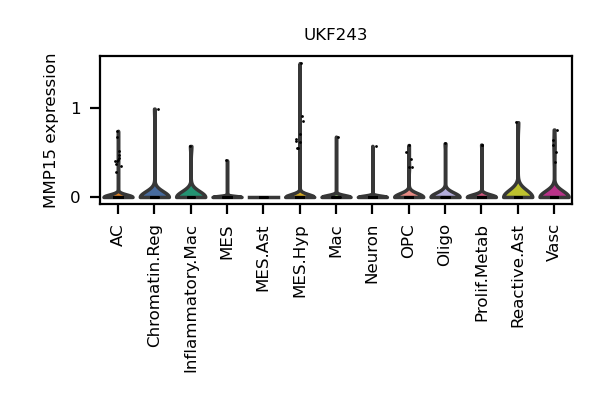 UKF243
MMP15 expression
1
0
AC
Chromatin.Reg
Inflammatory.Mac
MES
MES.Ast
MES.Hyp
Mac
Neuron
OPC
Oligo
Prolif.Metab
Reactive.Ast
Vasc